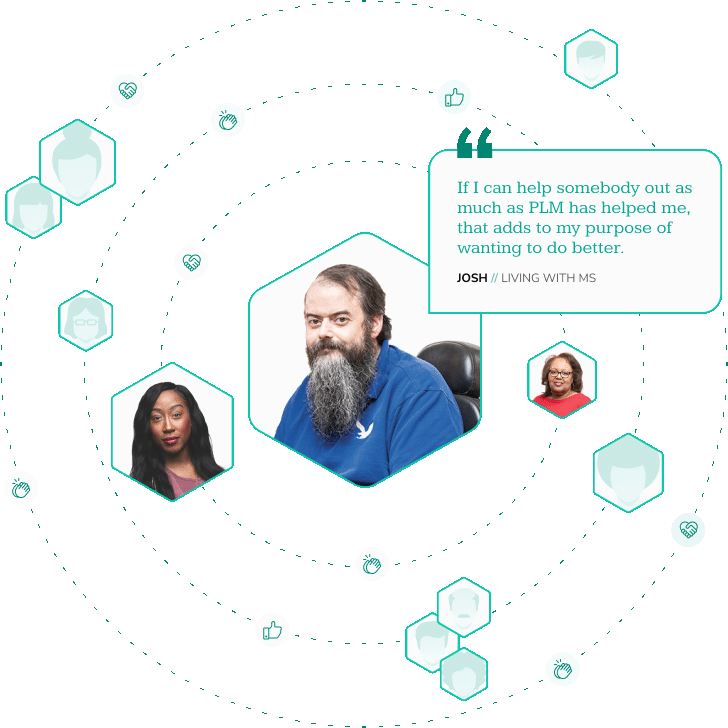 If I can help somebody out as
much as PLM has helped me,
that adds to my purpose of
wanting to do better.
JOSH // LIVING WITH MS